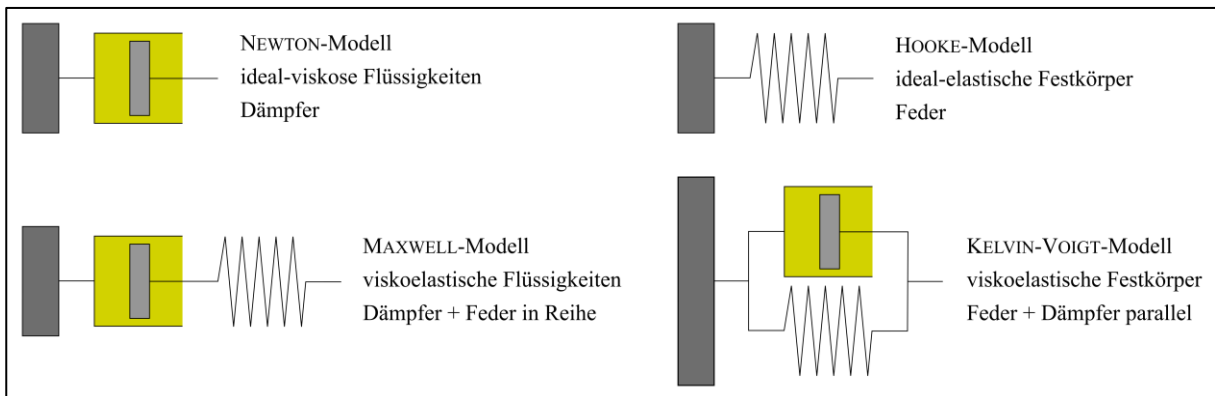 NEWTON-Modell
ideal-viskose Flüssigkeiten
Dämpfer
HOOKE-Modell
ideal-elastische Festkörper
Feder
MAXWELL-Modell
viskoelastische Flüssigkeiten
Dämpfer + Feder in Reihe
KELVIN-VOIGT-Modell
viskoelastische Festkörper
Feder + Dämpfer parallel